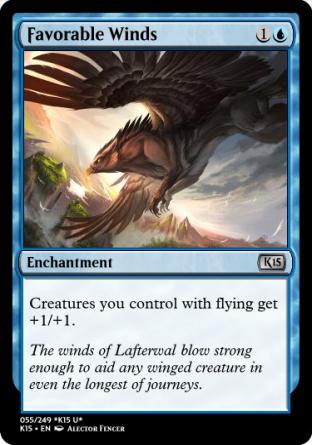 Favorable Winds 1
Enchantment K15
Creatures you control with flying get
+1/+1.
The winds of Lafterwal blow strong
enough to aid any winged creature in
even the longest of journeys.
055/249 *K15 U*
K15 • EN Alector Fencer